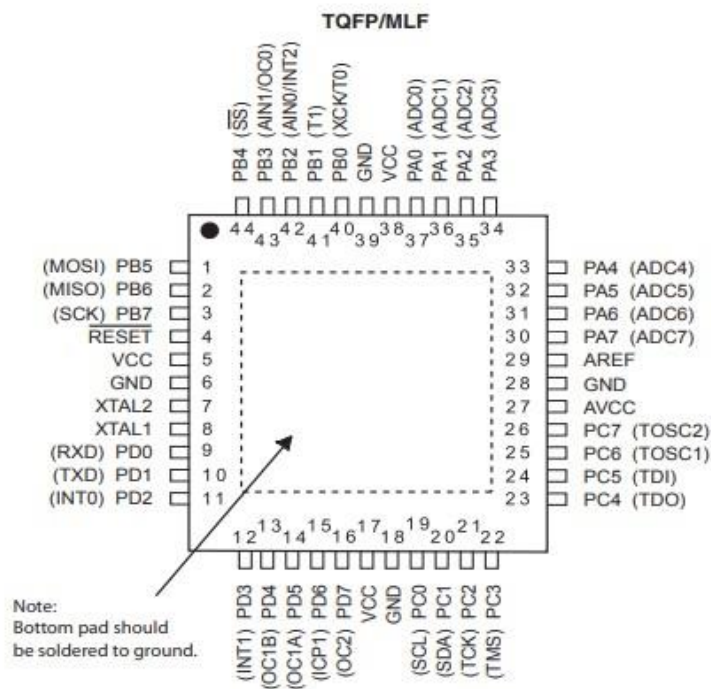 TQFP/MLF
PB4 (SS)
PB3 (AIN1/OC0)
PB2 (AIN0/INT2)
PB1 (T1)
PB0 (XCK/T0)
GND
VCC
PA0 (ADC0)
PA1 (ADC1)
PA2 (ADC2)
PA3 (ADC3)
44 43 42 41 40 39 38 37 36 35 34
(MOSI) PB5 1
(MISO) PB6 2
(SCK) PB7 3
RESET 4
VCC 5
GND 6
XTAL2 7
XTAL1 8
(RXD) PD0 9
(TXD) PD1 10
(INT0) PD2 11
33 PA4 (ADC4)
32 PA5 (ADC5)
31 PA6 (ADC6)
30 PA7 (ADC7)
29 AREF
28 GND
27 AVCC
26 PC7 (TOSC2)
25 PC6 (TOSC1)
24 PC5 (TDI)
23 PC4 (TDO)
12 13 14 15 16 17 18 19 20 21 22
(INT1) PD3
(OC1B) PD4
(OC1A) PD5
(ICP1) PD6
(OC2) PD7
VCC
GND
(SCL) PC0
(SDA) PC1
(TCK) PC2
(TMS) PC3
Note:
Bottom pad should
be soldered to ground.